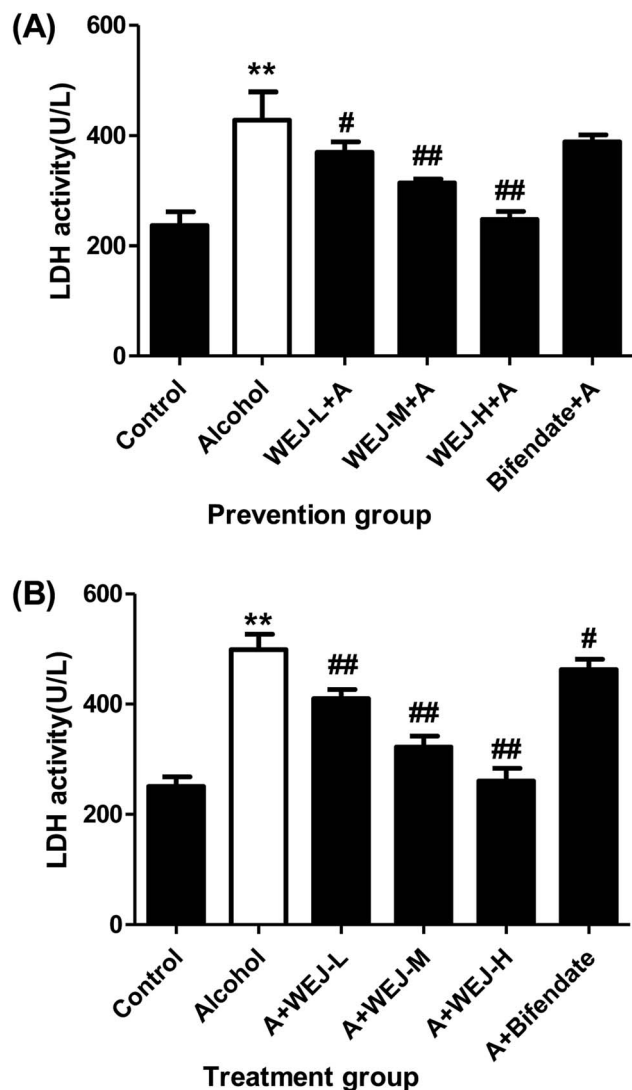 (A)
LDH activity(U/L)
600
400
200
0
**
#
##
##
Control
Alcohol
WEJ-L+A
WEJ-M+A
WEJ-H+A
Bifendate+A
Prevention group
(B)
LDH activity(U/L)
600
400
200
0
**
##
##
##
#
Control
Alcohol
A+WEJ-L
A+WEJ-M
A+WEJ-H
A+Bifendate
Treatment group